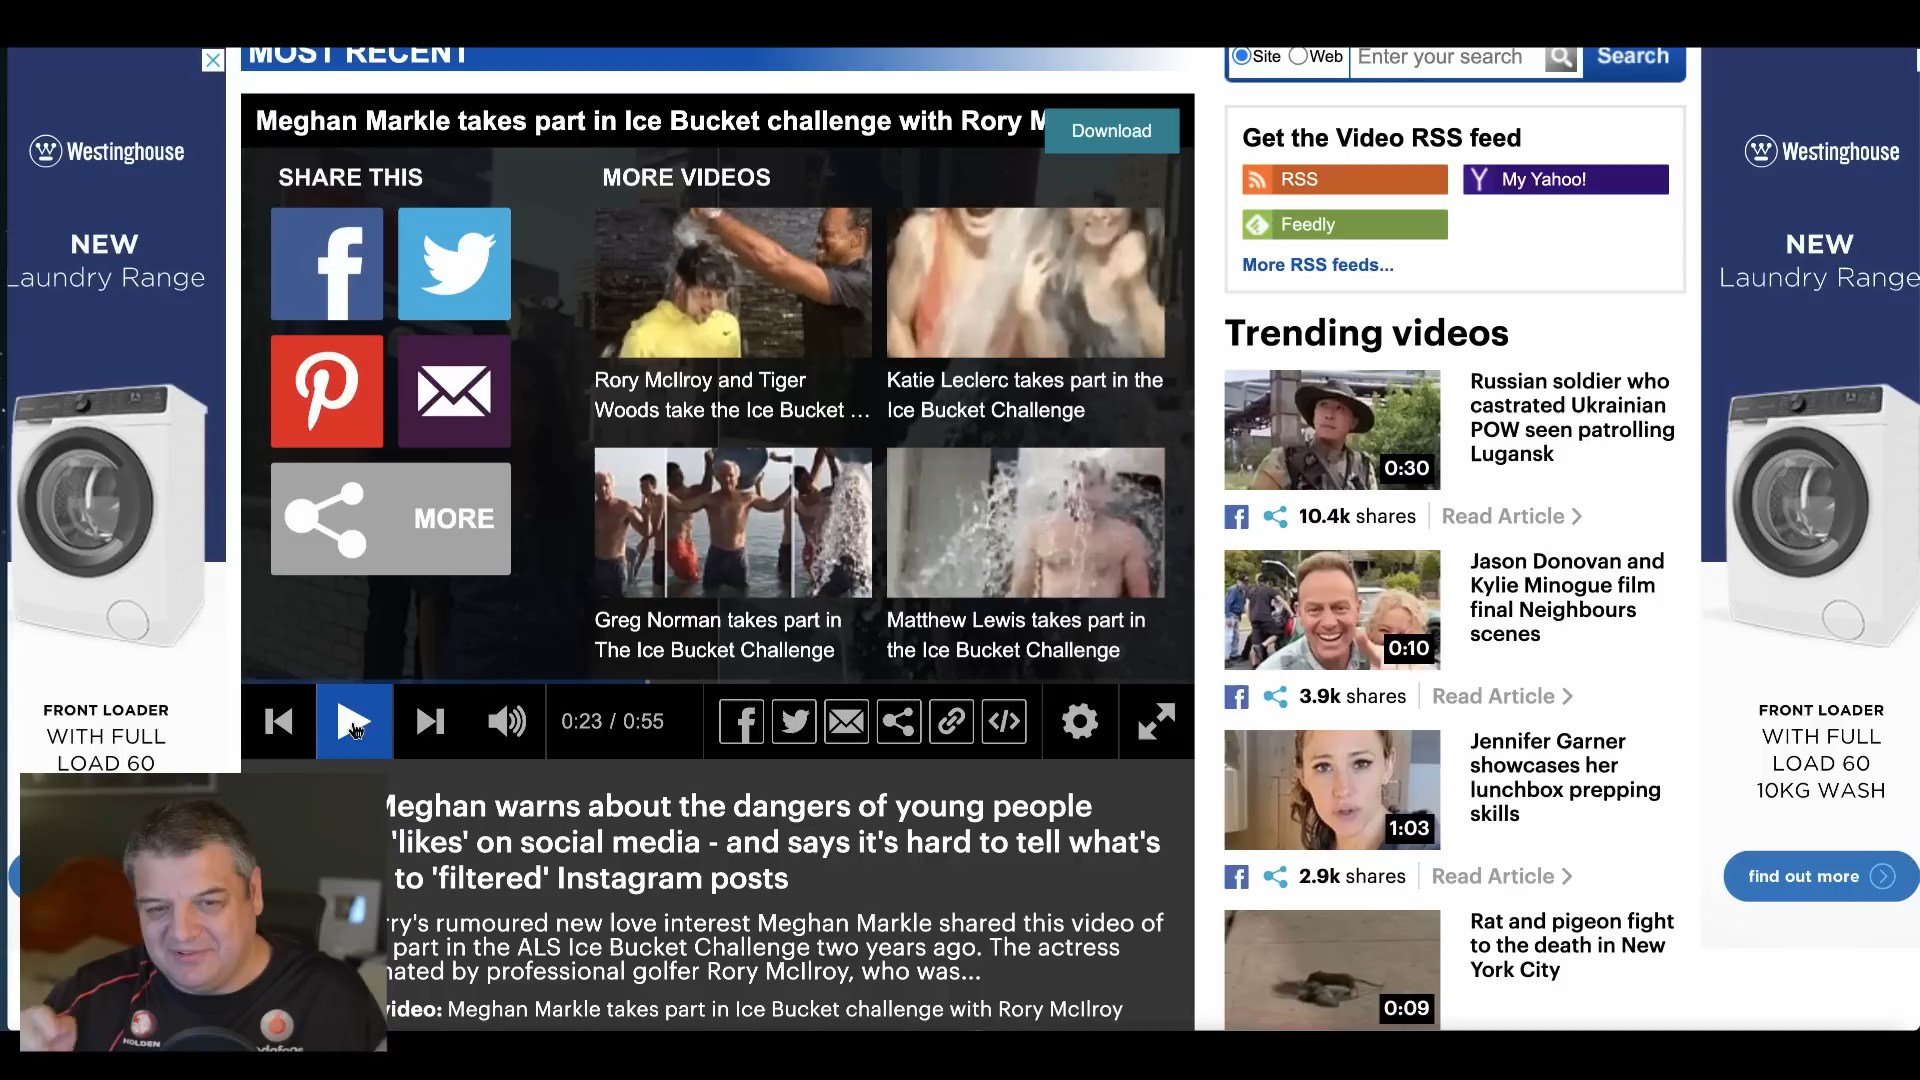 MOST RECENT
Site Web Enter your search Search
Westinghouse
NEW
Laundry Range
FRONT LOADER
WITH FULL
LOAD 60
Meghan Markle takes part in Ice Bucket challenge with Rory M
Download
SHARE THIS
MORE
MORE VIDEOS
Rory McIlroy and Tiger
Woods take the Ice Bucket ...
Katie Leclerc takes part in the
Ice Bucket Challenge
Greg Norman takes part in
The Ice Bucket Challenge
Matthew Lewis takes part in
the Ice Bucket Challenge
0:23 / 0:55
Meghan warns about the dangers of young people
'likes' on social media - and says it's hard to tell what's
to 'filtered' Instagram posts
rry's rumoured new love interest Meghan Markle shared this video of
part in the ALS Ice Bucket Challenge two years ago. The actress
nated by professional golfer Rory McIlroy, who was...
video: Meghan Markle takes part in Ice Bucket challenge with Rory McIlroy
HOLDEN
vodafone
Get the Video RSS feed
RSS
My Yahoo!
Feedly
More RSS feeds...
Trending videos
Russian soldier who
castrated Ukrainian
POW seen patrolling
Lugansk
0:30
10.4k shares Read Article
Jason Donovan and
Kylie Minogue film
final Neighbours
scenes
0:10
3.9k shares Read Article
Jennifer Garner
showcases her
lunchbox prepping
skills
1:03
2.9k shares Read Article
Rat and pigeon fight
to the death in New
York City
0:09
Westinghouse
NEW
Laundry Range
FRONT LOADER
WITH FULL
LOAD 60
10KG WASH
find out more